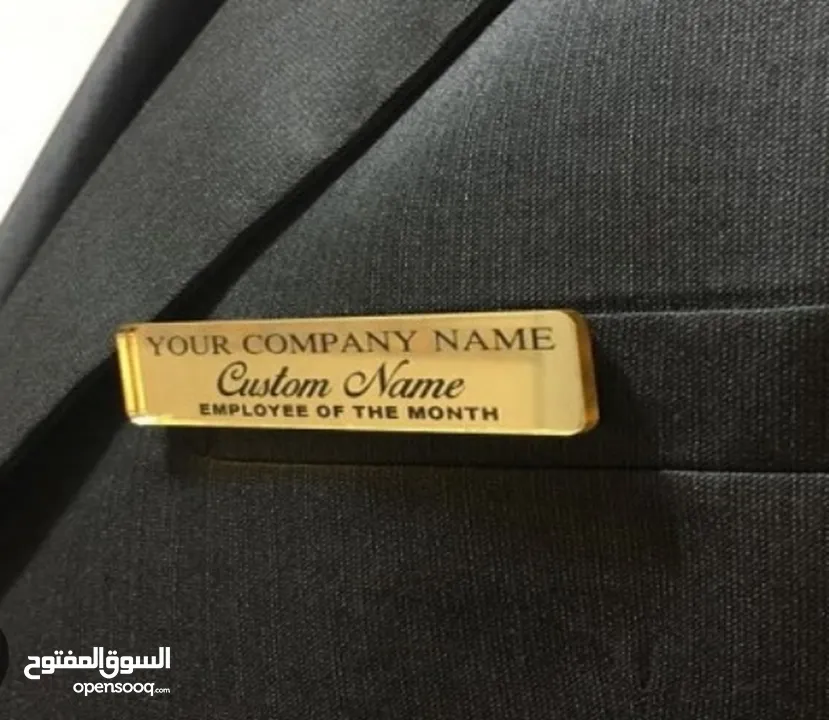 YOUR COMPANY NAME
Custom Name
EMPLOYEE OF THE MONTH
السوق المفتوح
opensooq.com